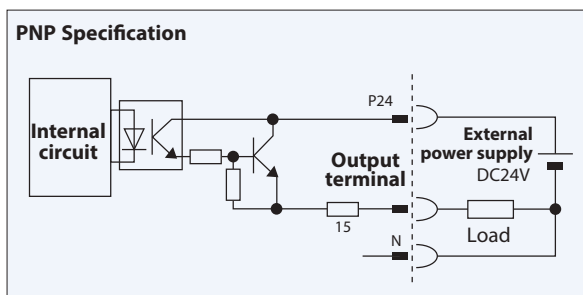 PNP Specification
P24
Internal
circuit
External
power supply
DC24V
Output
terminal
15
Load
N